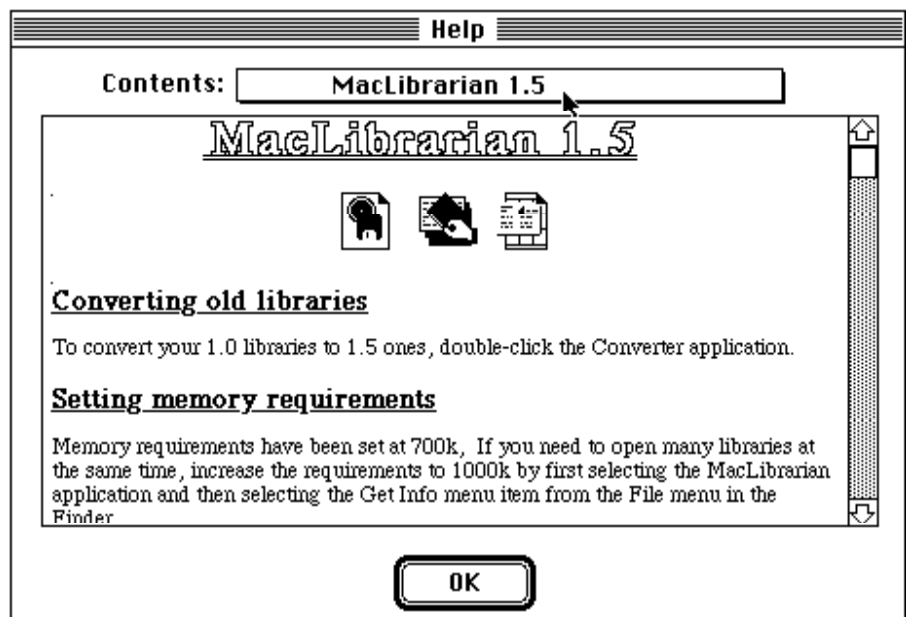 Help
Contents: MacLibrarian 1.5
MacLibrarian 1.5
Converting old libraries
To convert your 1.0 libraries to 1.5 ones, double-click the Converter application.
Setting memory requirements
Memory requirements have been set at 700k, If you need to open many libraries at
the same time, increase the requirements to 1000k by first selecting the MacLibrarian
application and then selecting the Get Info menu item from the File menu in the
Finder
OK